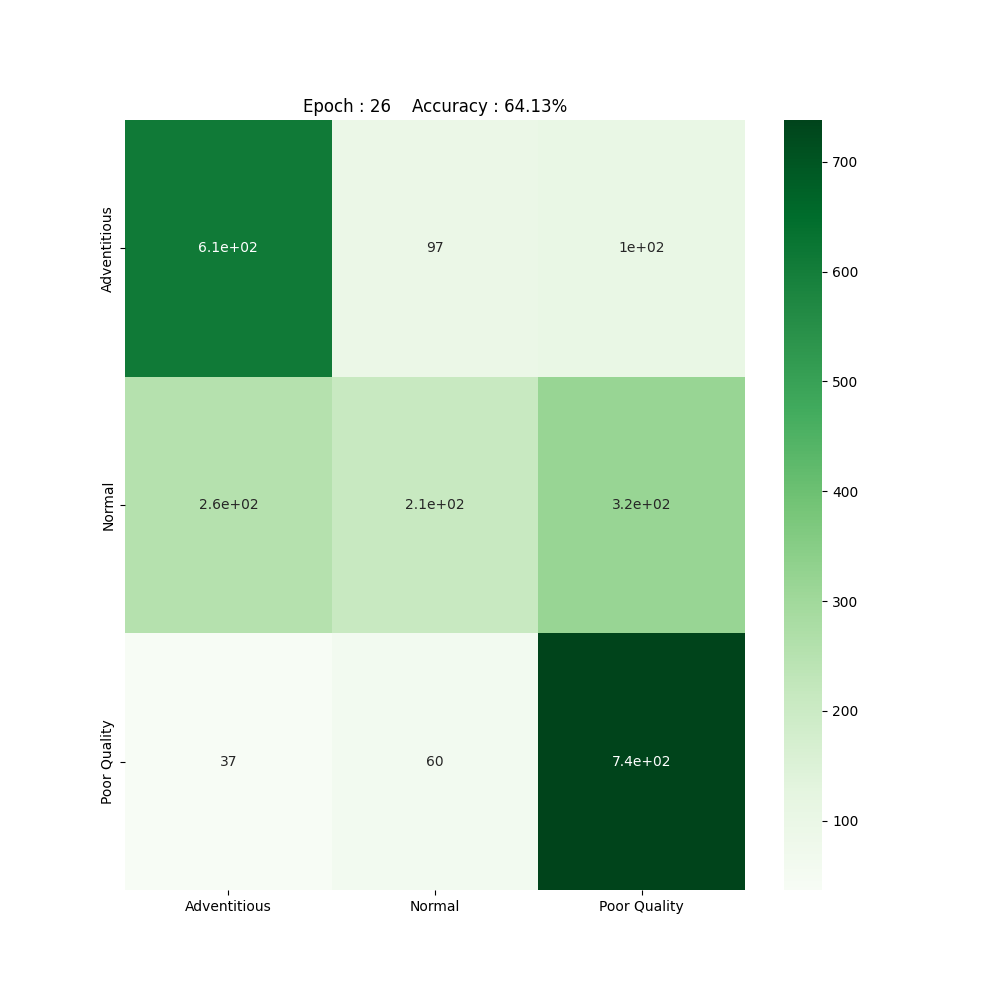 Epoch : 26    Accuracy : 64.13%
Adventitious
6.1e+02 97 1e+02
Normal
2.6e+02 2.1e+02 3.2e+02
Poor Quality
37 60 7.4e+02
Adventitious Normal Poor Quality
700
600
500
400
300
200
100